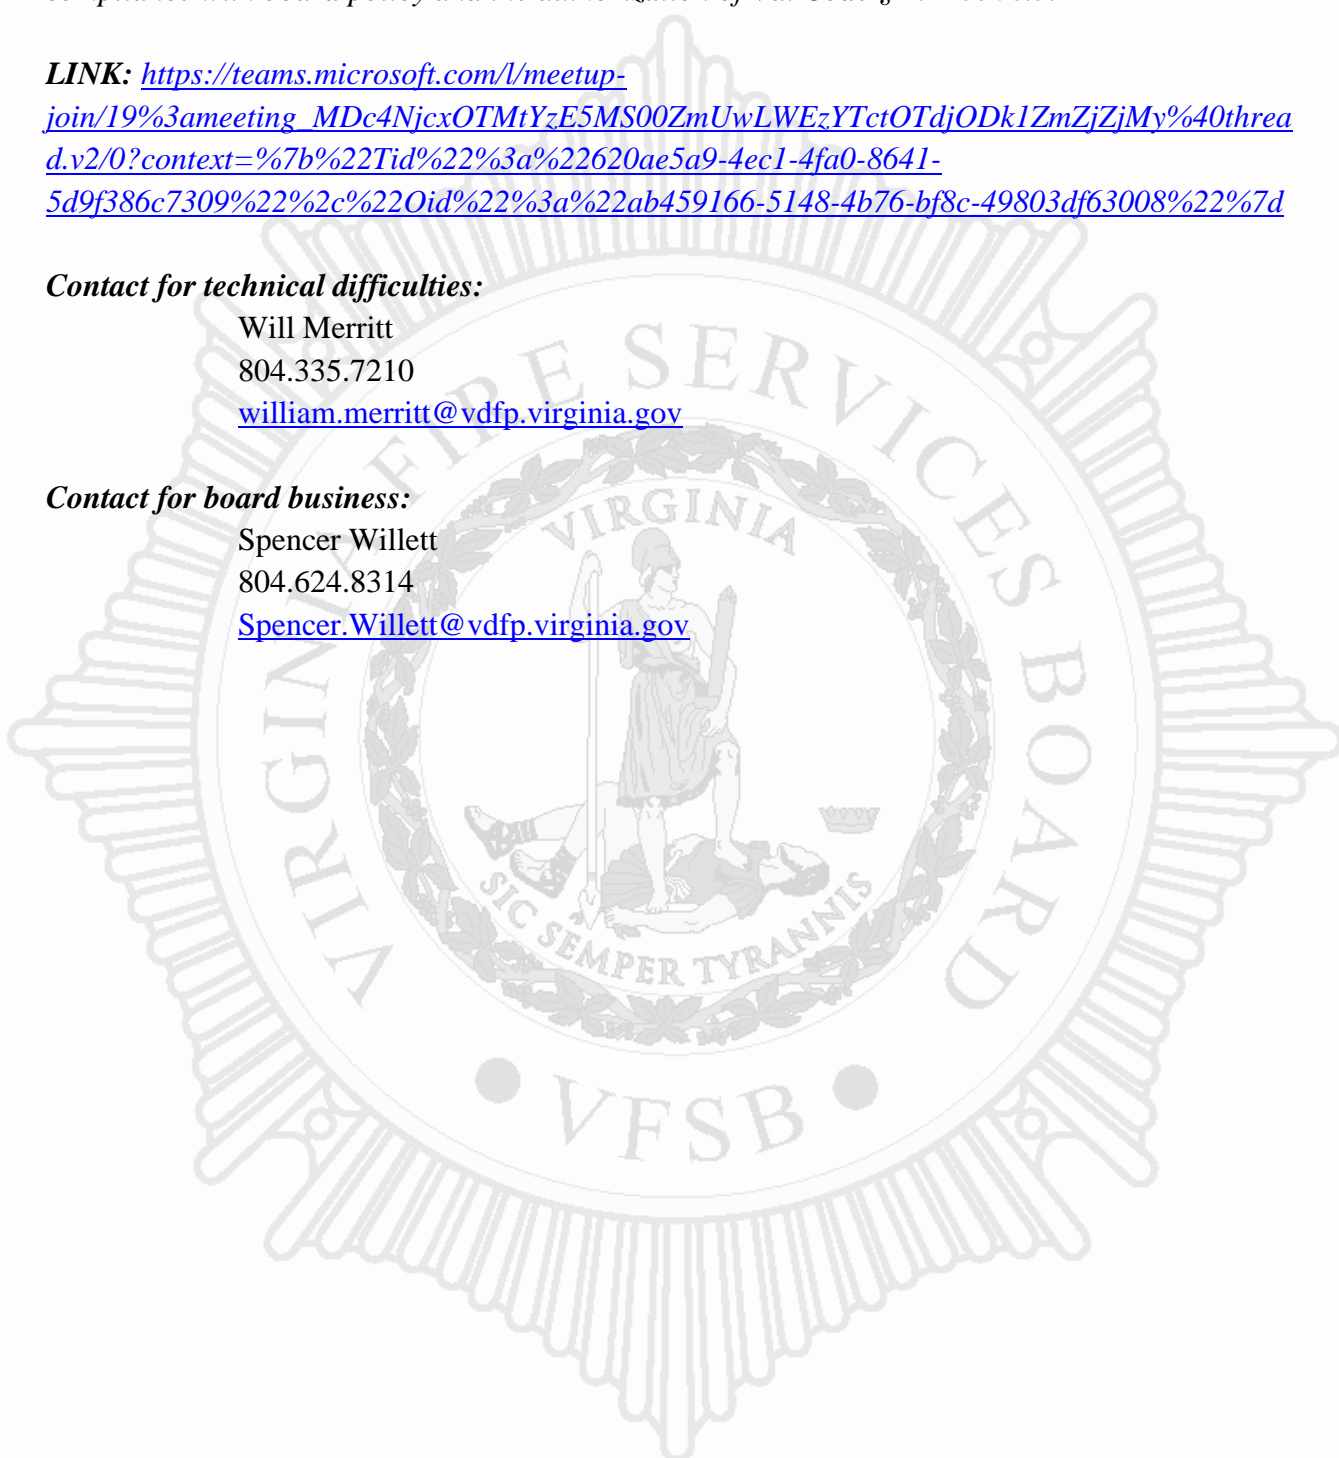 LINK: https://teams.microsoft.com/l/meetup-
join/19%3ameeting_MDc4NjcxOTMtYzE5MS00ZmUwLWEzYTctOTdjODk1ZmZjZjMy%40threa
d.v2/0?context=%7b%22Tid%22%3a%22620ae5a9-4ec1-4fa0-8641-
5d9f386c7309%22%2c%22Oid%22%3a%22ab459166-5148-4b76-bf8c-49803df63008%22%7d
Contact for technical difficulties:
Will Merritt
804.335.7210
william.merritt@vdfp.virginia.gov
Contact for board business:
Spencer Willett
804.624.8314
Spencer.Willett@vdfp.virginia.gov
VIRGINIA FIRE SERVICES BOARD
VIRGINIA
SIC SEMPER TYRANNIS
VFSB